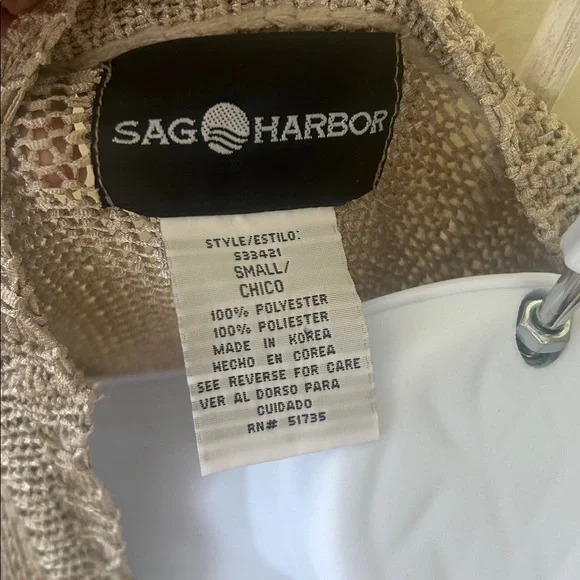 SAG HARBOR
STYLE/ESTILO:
S33421
SMALL/
CHICO
100% POLYESTER
100% POLIESTER
MADE IN KOREA
HECHO EN COREA
SEE REVERSE FOR CARE
VER AL DORSO PARA
CUIDADO
RN# 51735